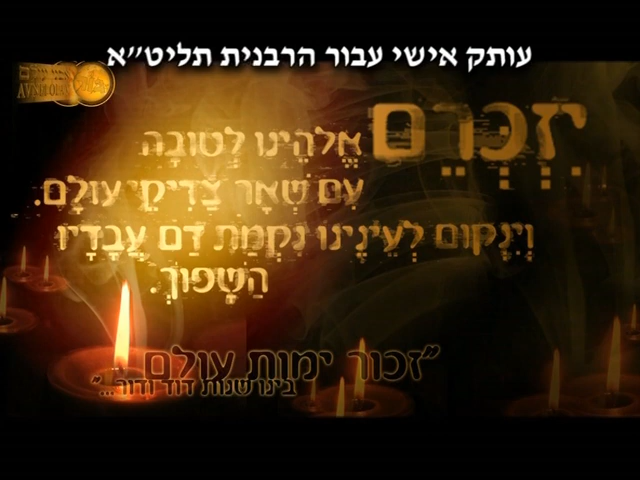 עותק אישי עבור הרבנית תליט"א
יִזְכְּרֵם אֱלֹהֵינוּ לְטוֹבָה
עִם שְׁאָר צַדִיקֵי עוֹלָם.
וְיִנְקוֹם לְעֵינֵינוּ נִקְמַת דַם עֲבָדָיו
הַשָׁפוּךְ.
"זכור ימות עולם
בינו שנות דור ודור..."